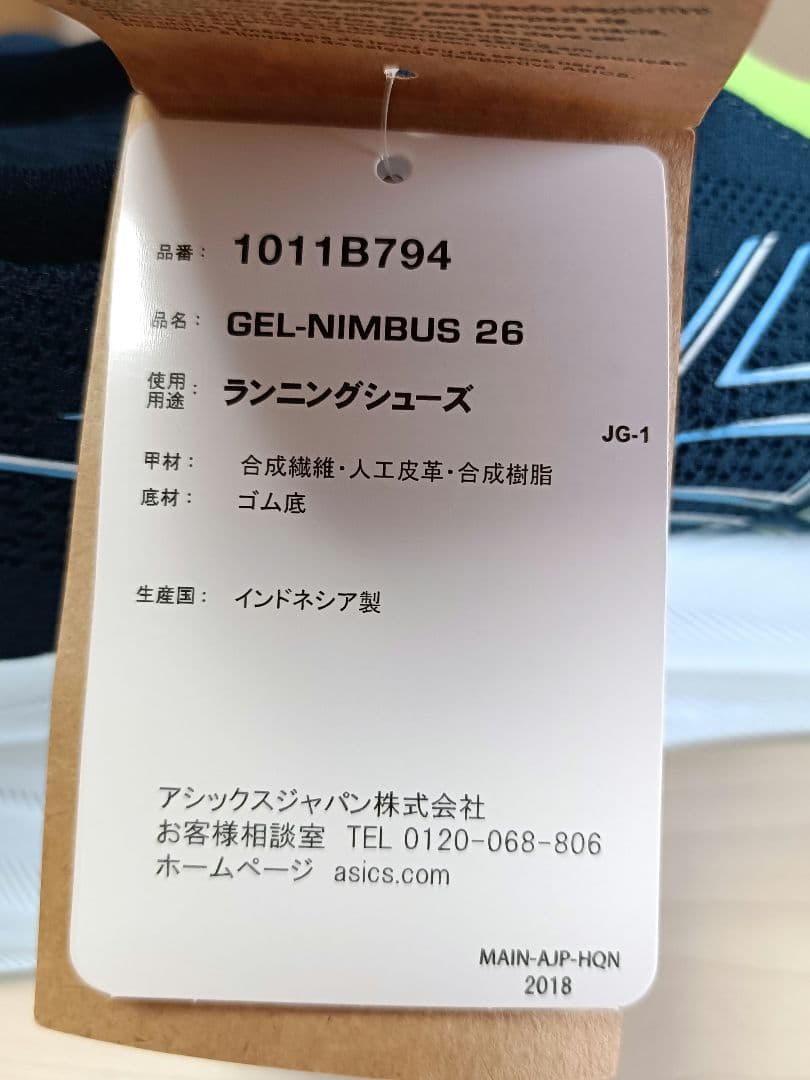 esportivo Asics.
品番： 1011B794
品名： GEL-NIMBUS 26
使用用途： ランニングシューズ
JG-1
甲材： 合成繊維・人工皮革・合成樹脂
底材： ゴム底
生産国： インドネシア製
アシックスジャパン株式会社
お客様相談室 TEL 0120-068-806
ホームページ asics.com
MAIN-AJP-HQN
2018